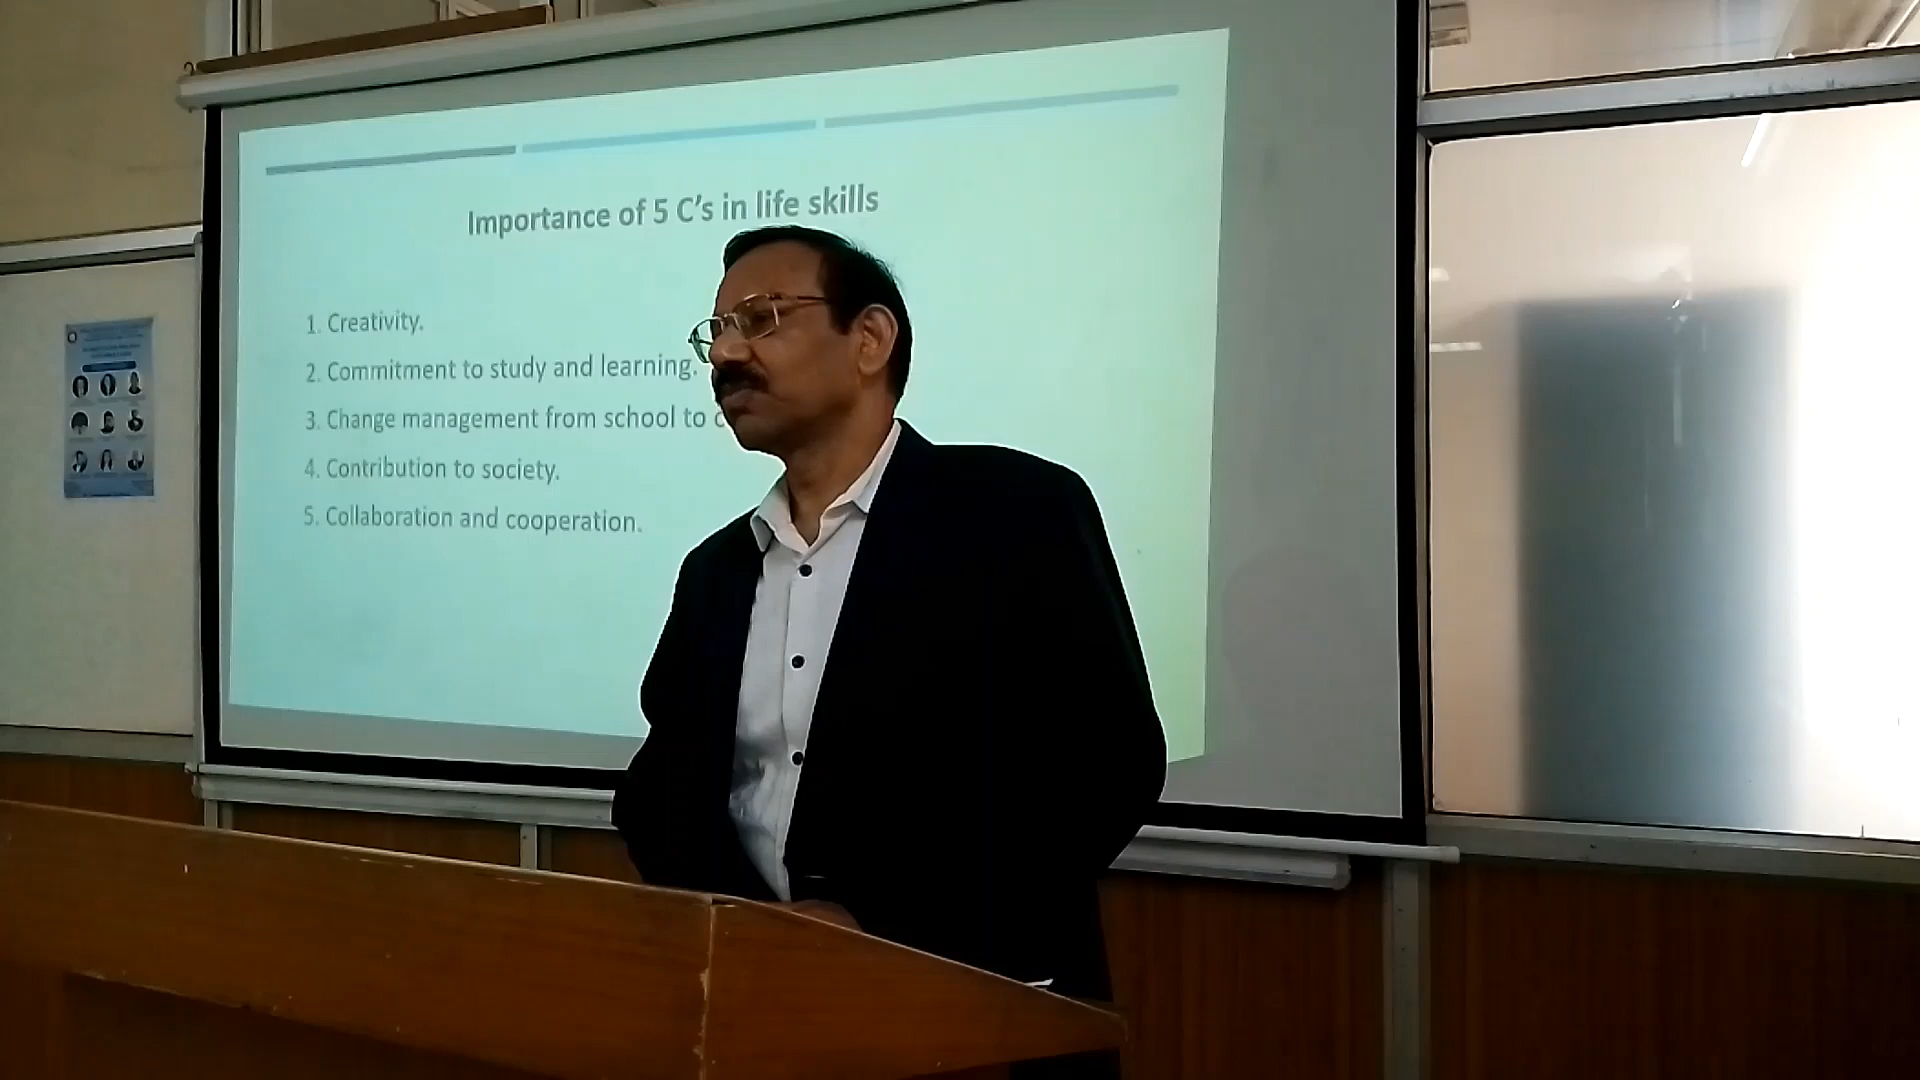 Importance of 5 C's in life skills
1. Creativity.
2. Commitment to study and learning.
3. Change management from school to
4. Contribution to society.
5. Collaboration and cooperation.